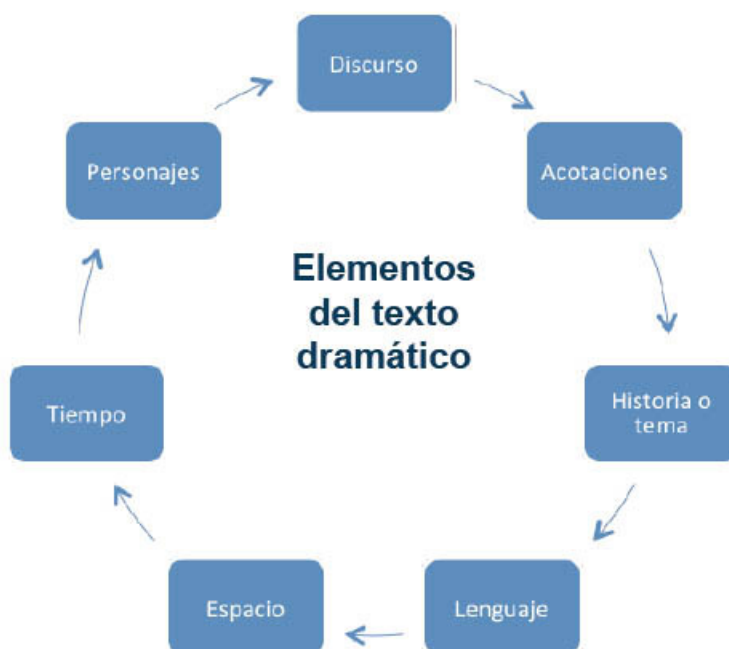 Discurso
Acotaciones
Historia o
tema
Lenguaje
Espacio
Tiempo
Personajes
Elementos
del texto
dramático